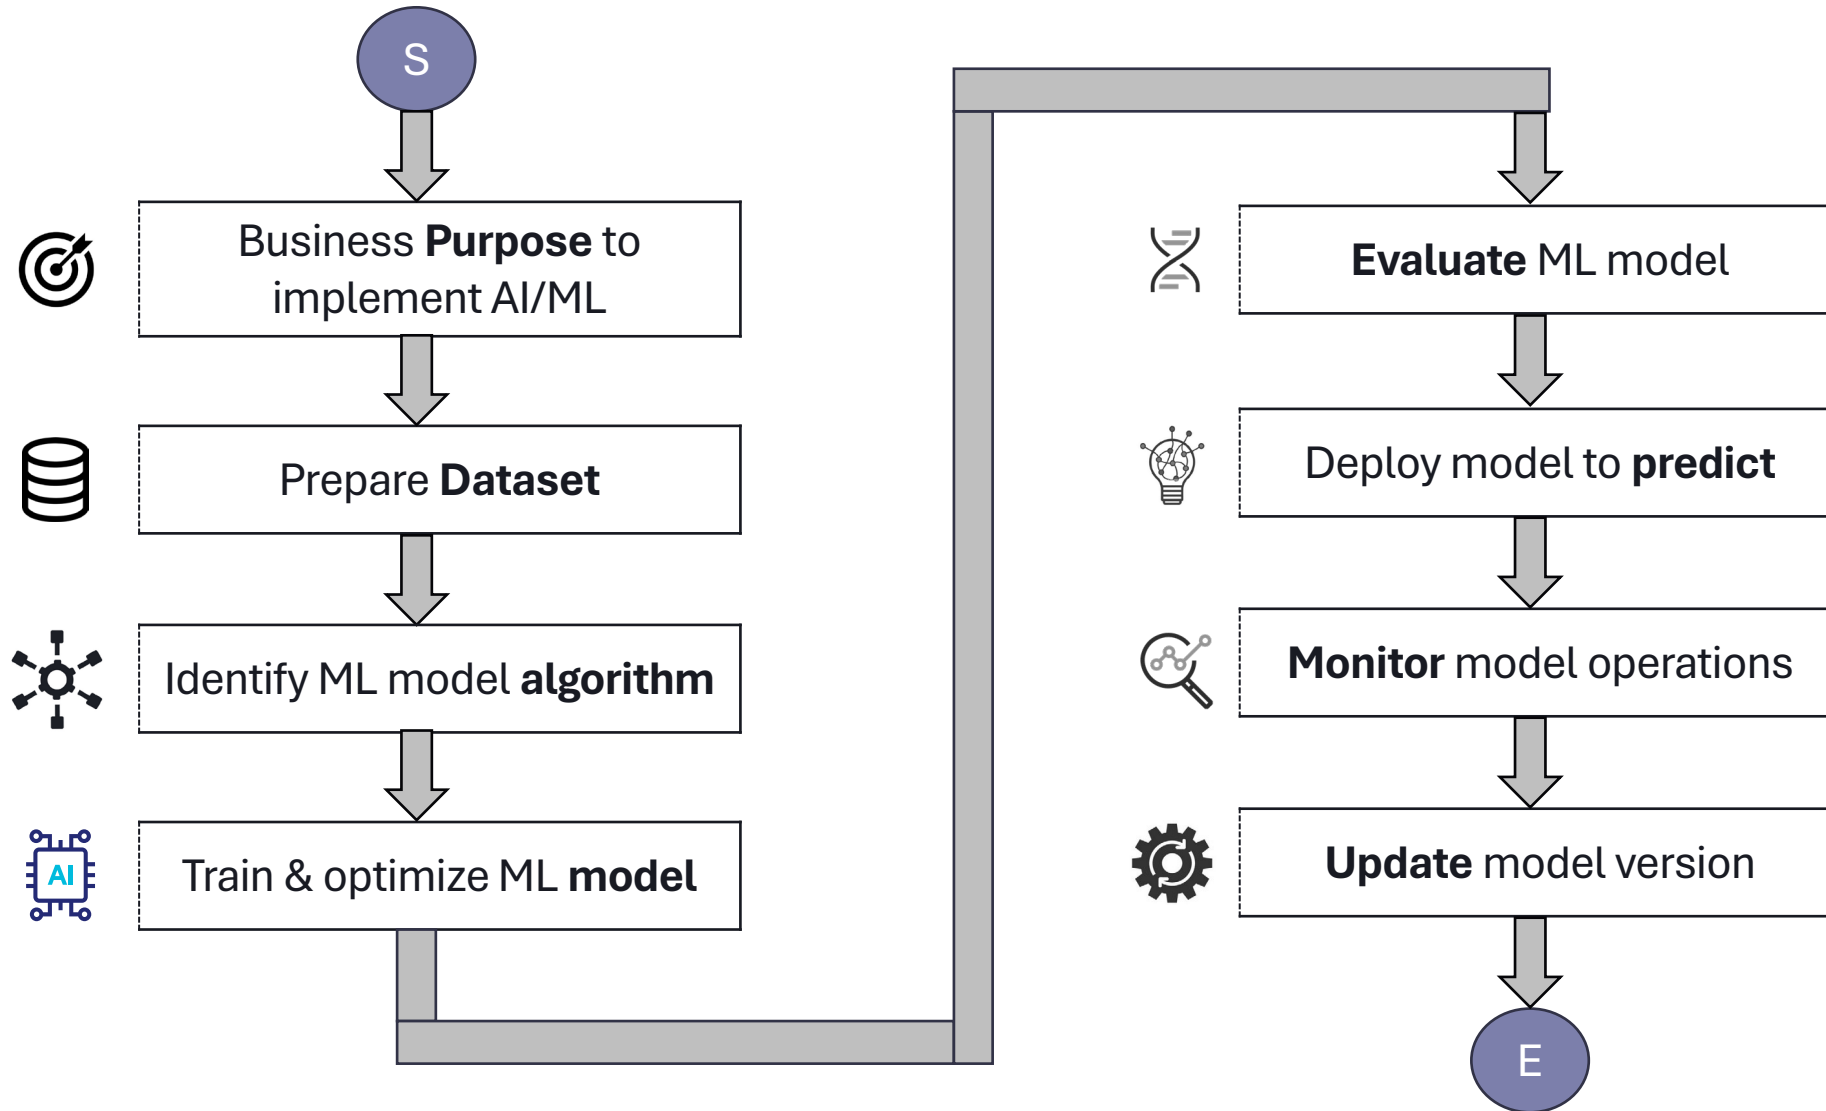 S
Business Purpose to
implement AI/ML
Prepare Dataset
Identify ML model algorithm
AI
Train & optimize ML model
Evaluate ML model
Deploy model to predict
Monitor model operations
Update model version
E